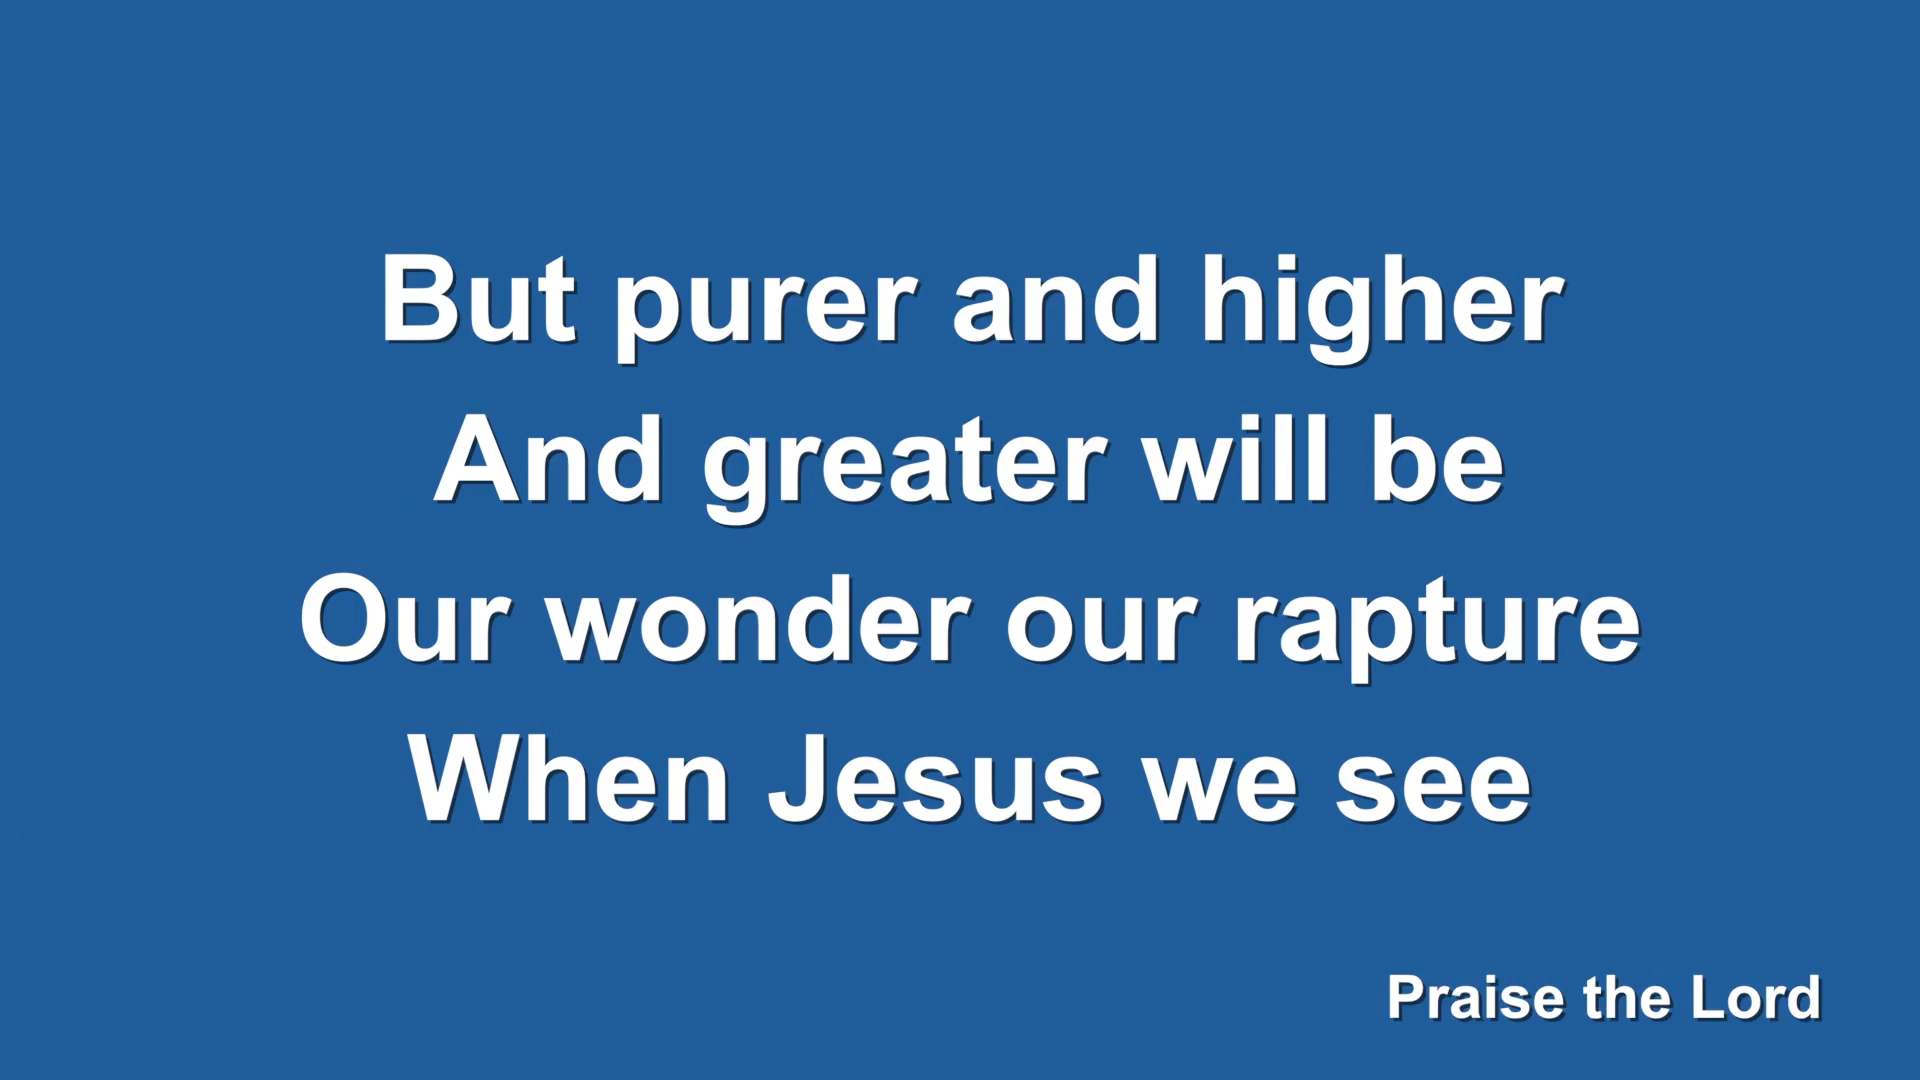 But purer and higher
And greater will be
Our wonder our rapture
When Jesus we see
Praise the Lord